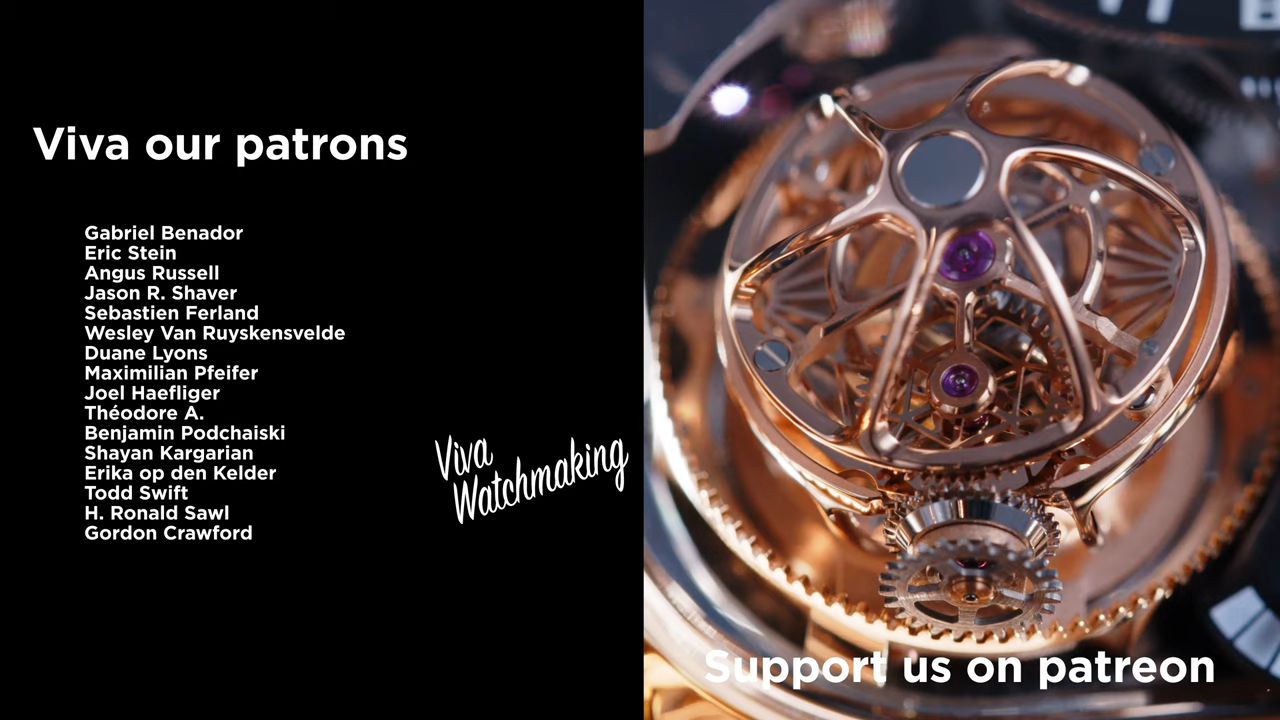 Viva our patrons
Gabriel Benador
Eric Stein
Angus Russell
Jason R. Shaver
Sebastien Ferland
Wesley Van Ruyskensvelde
Duane Lyons
Maximilian Pfeifer
Joel Haefliger
Théodore A.
Benjamin Podchaiski
Shayan Kargarian
Erika op den Kelder
Todd Swift
H. Ronald Sawl
Gordon Crawford
Viva
Watchmaking
Support us on patreon